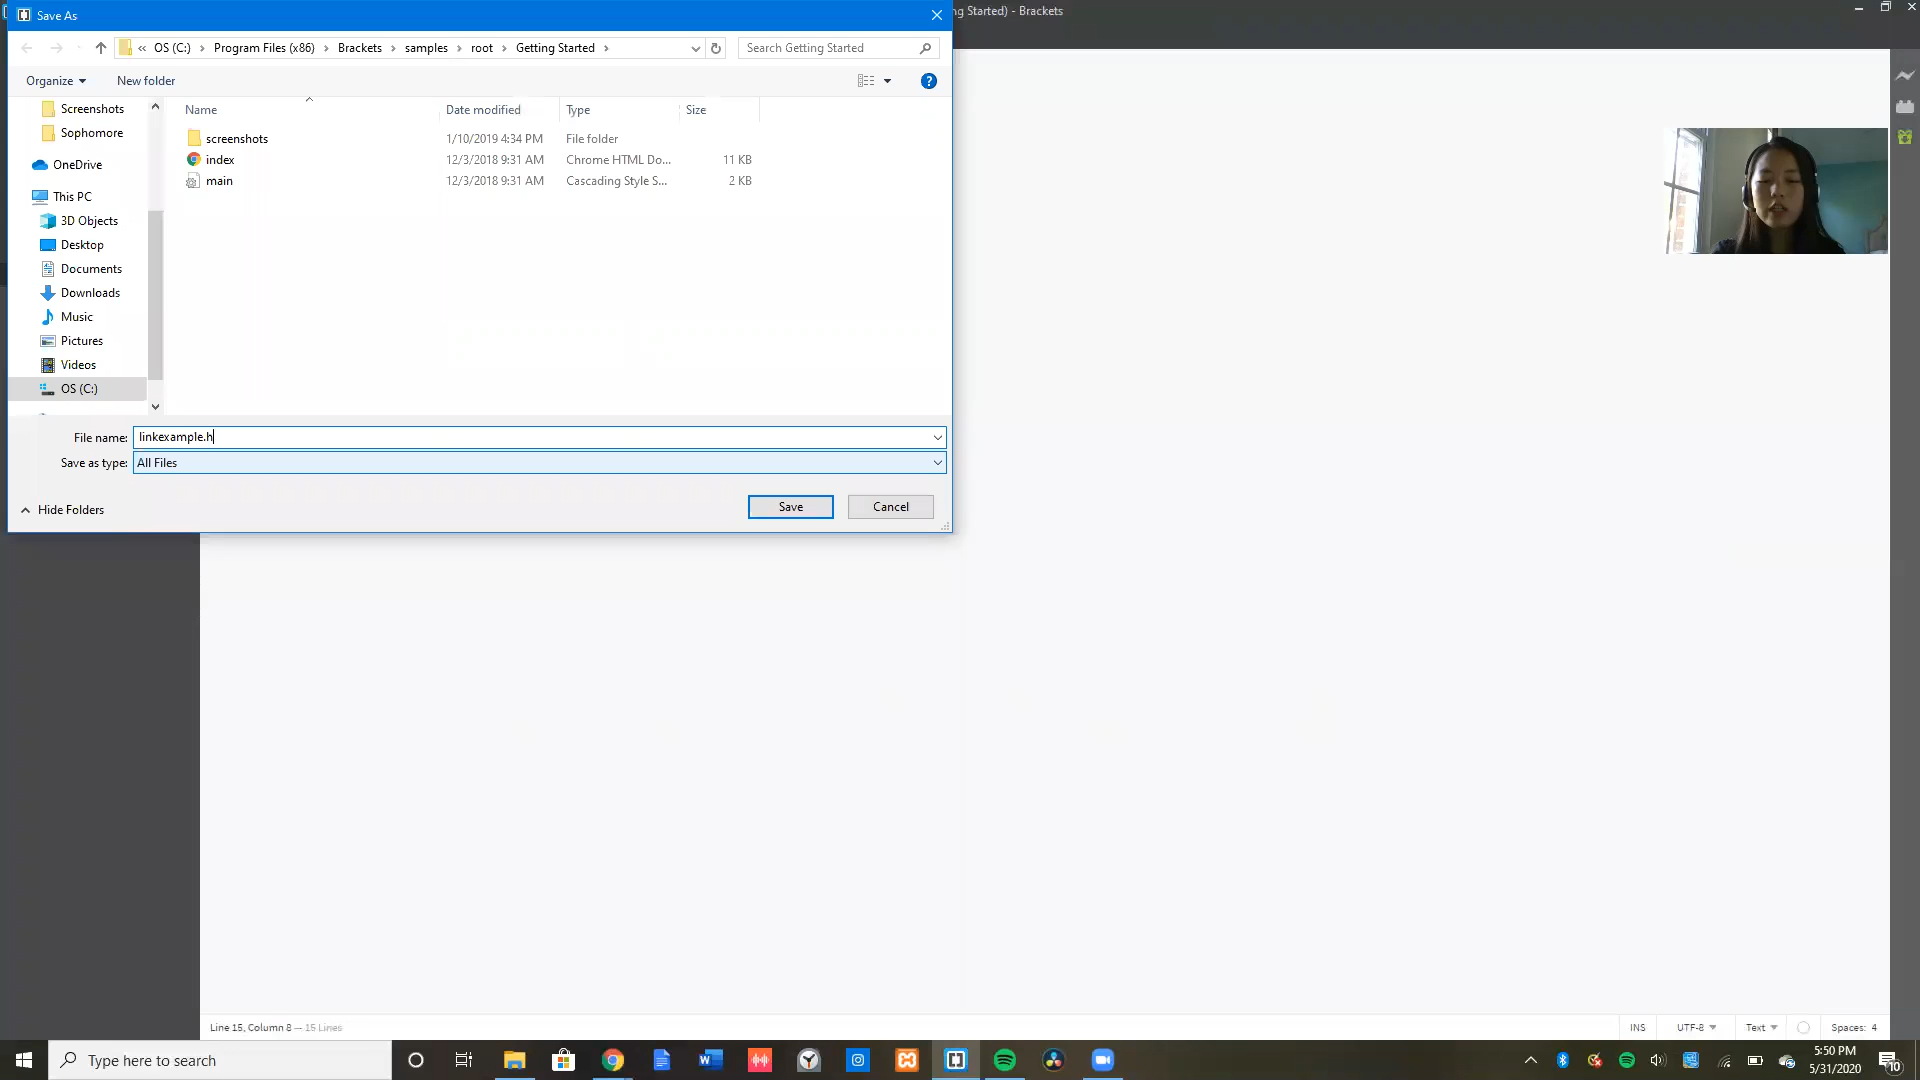 Save As
ng Started) - Brackets
« OS (C:) › Program Files (x86) › Brackets › samples › root › Getting Started ›
Search Getting Started
Organize
New folder
?
Screenshots
Sophomore
OneDrive
This PC
3D Objects
Desktop
Documents
Downloads
Music
Pictures
Videos
OS (C:)
Name Date modified Type Size
screenshots 1/10/2019 4:34 PM File folder
index 12/3/2018 9:31 AM Chrome HTML Do... 11 KB
main 12/3/2018 9:31 AM Cascading Style S... 2 KB
File name: linkexample.h
Save as type: All Files
Hide Folders
Save
Cancel
Line 15, Column 8 — 15 Lines
INS
UTF-8
Text
Spaces: 4
Type here to search
W
5:50 PM
5/31/2020
10